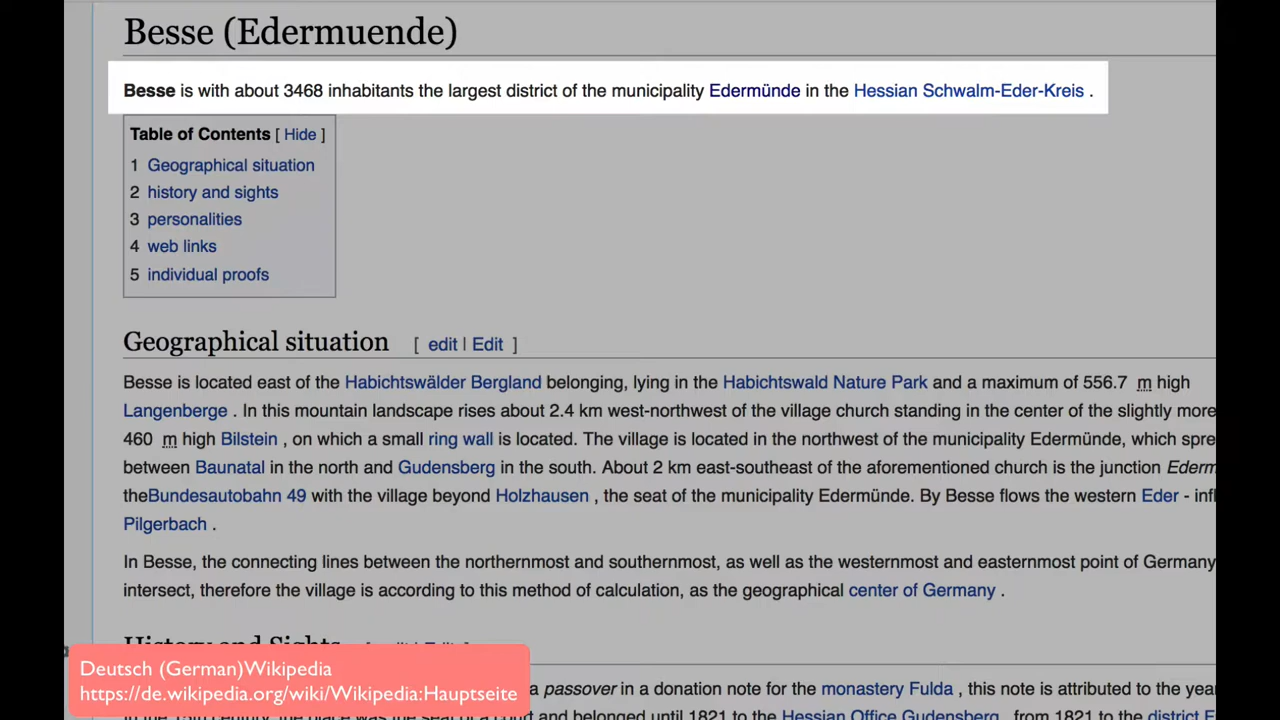 Besse (Edermuende)
Besse is with about 3468 inhabitants the largest district of the municipality Edermünde in the Hessian Schwalm-Eder-Kreis .
Table of Contents [ Hide ]
1 Geographical situation
2 history and sights
3 personalities
4 web links
5 individual proofs
Geographical situation [ edit | Edit ]
Besse is located east of the Habichtswälder Bergland belonging, lying in the Habichtswald Nature Park and a maximum of 556.7 m high
Langenberge . In this mountain landscape rises about 2.4 km west-northwest of the village church standing in the center of the slightly more
460 m high Bilstein , on which a small ring wall is located. The village is located in the northwest of the municipality Edermünde, which spre
between Baunatal in the north and Gudensberg in the south. About 2 km east-southeast of the aforementioned church is the junction Ederm
theBundesautobahn 49 with the village beyond Holzhausen , the seat of the municipality Edermünde. By Besse flows the western Eder - infl
Pilgerbach .
In Besse, the connecting lines between the northernmost and southernmost, as well as the westernmost and easternmost point of Germany
intersect, therefore the village is according to this method of calculation, as the geographical center of Germany .
History and Sights
a passover in a donation note for the monastery Fulda , this note is attributed to the year
and belonged until 1821 to the Hessian Office Gudensberg , from 1821 to the district F
Deutsch (German)Wikipedia
https://de.wikipedia.org/wiki/Wikipedia:Hauptseite